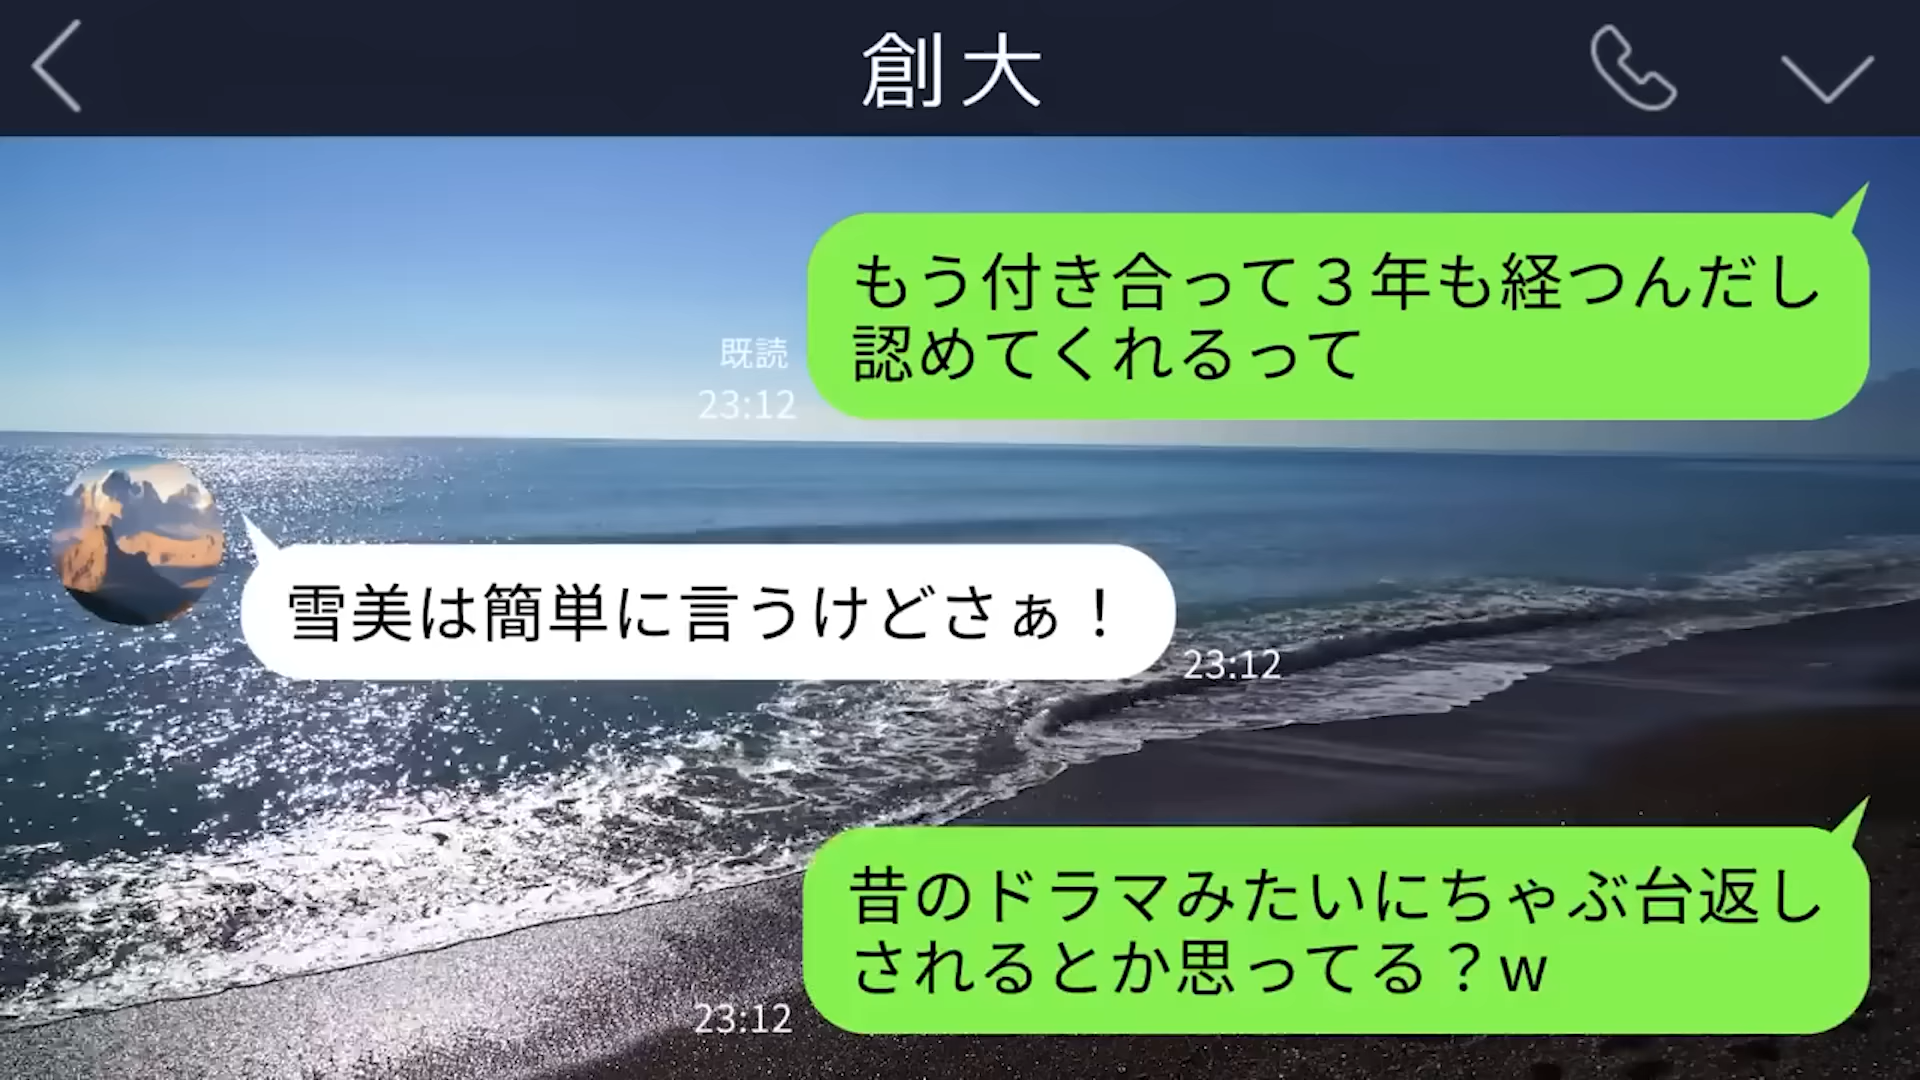 創大
もう付き合って３年も経つんだし
認めてくれるって
既読
23:12
雪美は簡単に言うけどさぁ！
23:12
昔のドラマみたいにちゃぶ台返し
されるとか思ってる？w
23:12